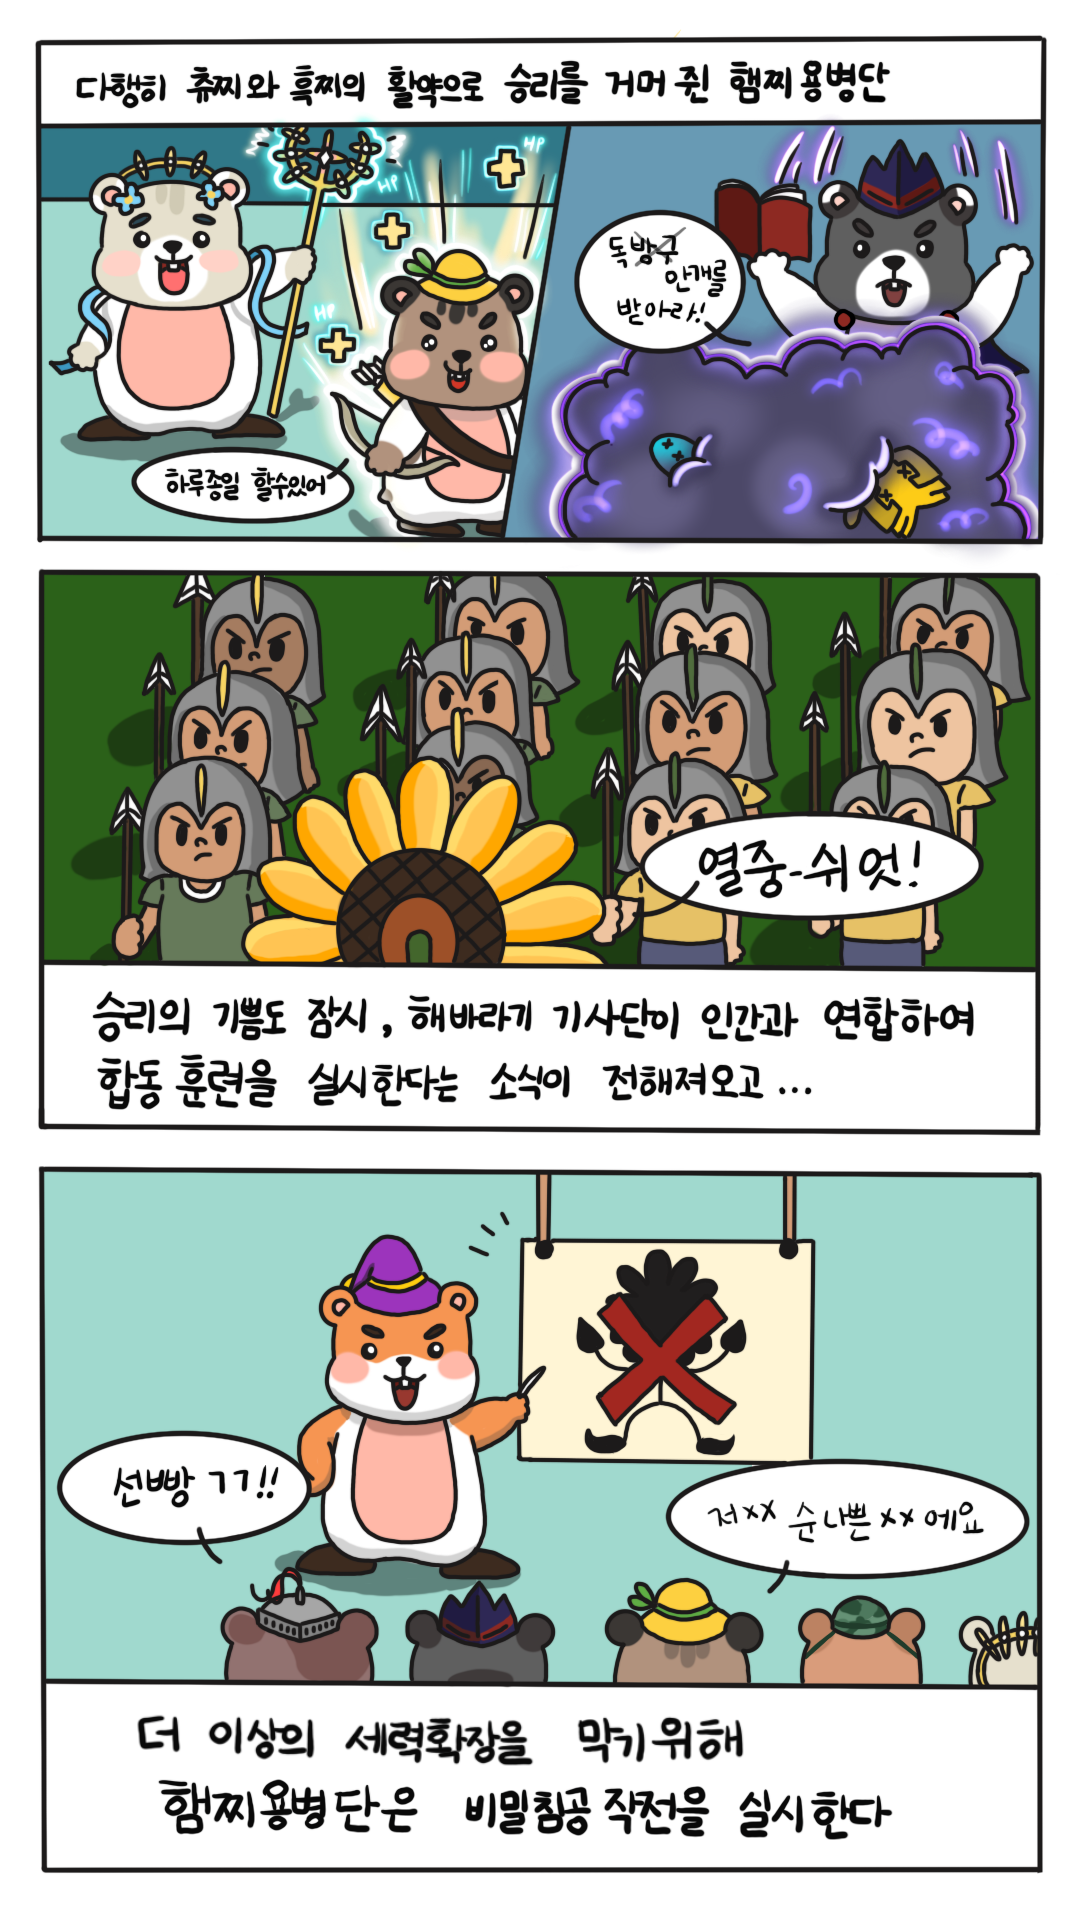 다행히 츄찌와 흑찌의 활약으로 승리를 거머 쥔 햄찌용병단
HP
HP
HP
하루종일 할수있어
독방구
만개를
받아라!
열중-쉬엇!
승리의 기쁨도 잠시, 해바라기 기사단이 인간과 연합하여
합동 훈련을 실시한다는 소식이 전해져오고...
선빵 ㄱㄱ!!
저xx 순나쁜xx에요
더 이상의 세력확장을 막기위해
햄찌용병단은 비밀침공 작전을 실시한다